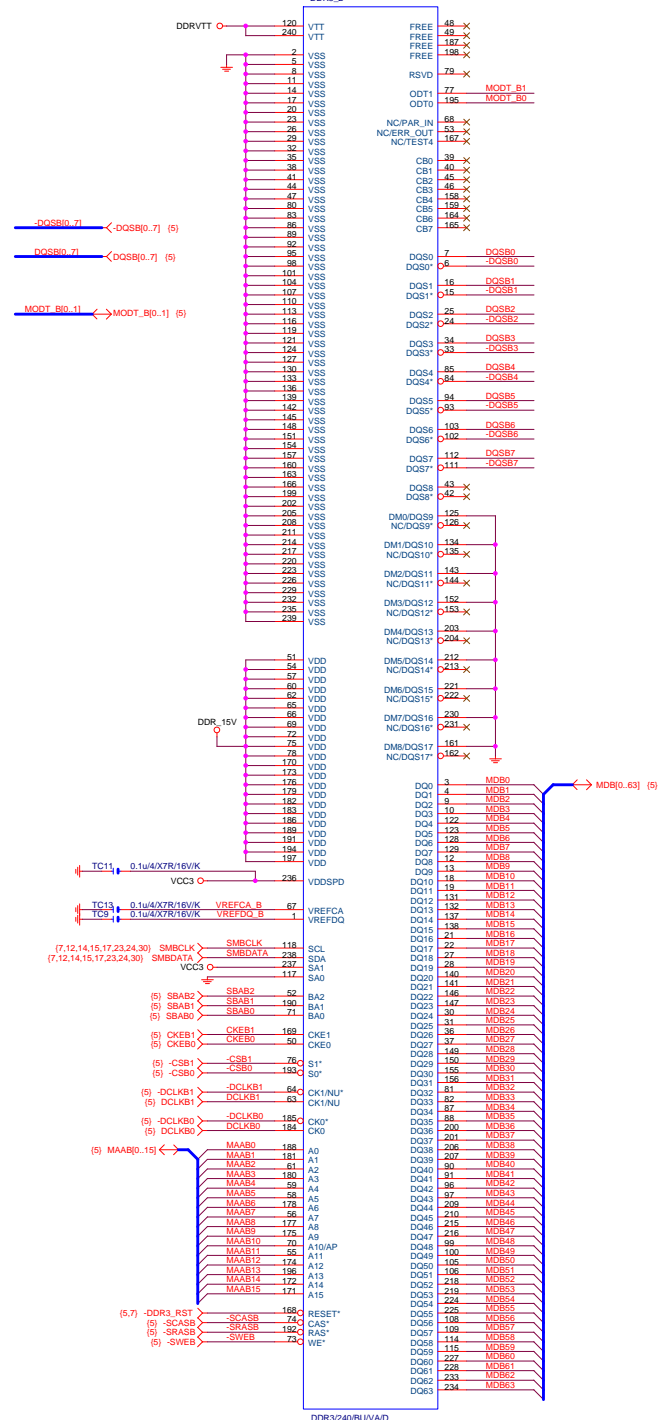 DDRVTT 120 VTT
240 VTT
2 VSS
5 VSS
8 VSS
11 VSS
14 VSS
17 VSS
20 VSS
23 VSS
26 VSS
29 VSS
32 VSS
35 VSS
38 VSS
41 VSS
44 VSS
47 VSS
80 VSS
83 VSS
86 VSS
89 VSS
92 VSS
95 VSS
98 VSS
101 VSS
104 VSS
107 VSS
110 VSS
113 VSS
116 VSS
119 VSS
121 VSS
124 VSS
127 VSS
130 VSS
133 VSS
136 VSS
139 VSS
142 VSS
145 VSS
148 VSS
151 VSS
154 VSS
157 VSS
160 VSS
163 VSS
166 VSS
199 VSS
202 VSS
205 VSS
208 VSS
211 VSS
214 VSS
217 VSS
220 VSS
223 VSS
226 VSS
229 VSS
232 VSS
235 VSS
239 VSS
-DQSB[0..7] -DQSB[0..7] {5}
DQSB[0..7] DQSB[0..7] {5}
MODT_B[0..1] MODT_B[0..1] {5}
51 VDD
54 VDD
57 VDD
60 VDD
62 VDD
65 VDD
66 VDD
DDR_15V 69 VDD
72 VDD
75 VDD
78 VDD
170 VDD
173 VDD
176 VDD
179 VDD
182 VDD
183 VDD
186 VDD
189 VDD
191 VDD
194 VDD
197 VDD
TC11 0.1u/4/X7R/16V/K
VCC3 236 VDDSPD
TC13 0.1u/4/X7R/16V/K VREFCA_B 67 VREFCA
TC9 0.1u/4/X7R/16V/K VREFDQ_B 1 VREFDQ
{7,12,14,15,17,23,24,30} SMBCLK SMBCLK 118 SCL
{7,12,14,15,17,23,24,30} SMBDATA SMBDATA 238 SDA
VCC3 237 SA1
117 SA0
{5} SBAB2 SBAB2 52 BA2
{5} SBAB1 SBAB1 190 BA1
{5} SBAB0 SBAB0 71 BA0
{5} CKEB1 CKEB1 169 CKE1
{5} CKEB0 CKEB0 50 CKE0
{5} -CSB1 -CSB1 76 S1*
{5} -CSB0 -CSB0 193 S0*
{5} -DCLKB1 -DCLKB1 64 CK1/NU*
{5} DCLKB1 DCLKB1 63 CK1/NU
{5} -DCLKB0 -DCLKB0 185 CK0*
{5} DCLKB0 DCLKB0 184 CK0
{5} MAAB[0..15] MAAB0 188 A0
MAAB1 181 A1
MAAB2 61 A2
MAAB3 180 A3
MAAB4 59 A4
MAAB5 58 A5
MAAB6 178 A6
MAAB7 56 A7
MAAB8 177 A8
MAAB9 175 A9
MAAB10 70 A10/AP
MAAB11 55 A11
MAAB12 174 A12
MAAB13 196 A13
MAAB14 172 A14
MAAB15 171 A15
{5,7} -DDR3_RST 168 RESET*
{5} -SCASB -SCASB 74 CAS*
{5} -SRASB -SRASB 192 RAS*
{5} -SWEB -SWEB 73 WE*
FREE 48
FREE 49
FREE 187
FREE 198
RSVD 79
ODT1 77 MODT_B1
ODT0 195 MODT_B0
NC/PAR_IN 68
NC/ERR_OUT 53
NC/TEST4 167
CB0 39
CB1 40
CB2 45
CB3 46
CB4 158
CB5 159
CB6 164
CB7 165
DQS0 7 DQSB0
DQS0* 6 -DQSB0
DQS1 16 DQSB1
DQS1* 15 -DQSB1
DQS2 25 DQSB2
DQS2* 24 -DQSB2
DQS3 34 DQSB3
DQS3* 33 -DQSB3
DQS4 85 DQSB4
DQS4* 84 -DQSB4
DQS5 94 DQSB5
DQS5* 93 -DQSB5
DQS6 103 DQSB6
DQS6* 102 -DQSB6
DQS7 112 DQSB7
DQS7* 111 -DQSB7
DQS8 43
DQS8* 42
DM0/DQS9 125
NC/DQS9* 126
DM1/DQS10 134
NC/DQS10* 135
DM2/DQS11 143
NC/DQS11* 144
DM3/DQS12 152
NC/DQS12* 153
DM4/DQS13 203
NC/DQS13* 204
DM5/DQS14 212
NC/DQS14* 213
DM6/DQS15 221
NC/DQS15* 222
DM7/DQS16 230
NC/DQS16* 231
DM8/DQS17 161
NC/DQS17* 162
DQ0 3 MDB0 MDB[0..63] {5}
DQ1 4 MDB1
DQ2 9 MDB2
DQ3 10 MDB3
DQ4 122 MDB4
DQ5 123 MDB5
DQ6 128 MDB6
DQ7 129 MDB7
DQ8 12 MDB8
DQ9 13 MDB9
DQ10 18 MDB10
DQ11 19 MDB11
DQ12 131 MDB12
DQ13 132 MDB13
DQ14 137 MDB14
DQ15 138 MDB15
DQ16 21 MDB16
DQ17 22 MDB17
DQ18 27 MDB18
DQ19 28 MDB19
DQ20 140 MDB20
DQ21 141 MDB21
DQ22 146 MDB22
DQ23 147 MDB23
DQ24 30 MDB24
DQ25 31 MDB25
DQ26 36 MDB26
DQ27 37 MDB27
DQ28 149 MDB28
DQ29 150 MDB29
DQ30 155 MDB30
DQ31 156 MDB31
DQ32 81 MDB32
DQ33 82 MDB33
DQ34 87 MDB34
DQ35 88 MDB35
DQ36 200 MDB36
DQ37 201 MDB37
DQ38 206 MDB38
DQ39 207 MDB39
DQ40 90 MDB40
DQ41 91 MDB41
DQ42 96 MDB42
DQ43 97 MDB43
DQ44 209 MDB44
DQ45 210 MDB45
DQ46 215 MDB46
DQ47 216 MDB47
DQ48 99 MDB48
DQ49 100 MDB49
DQ50 105 MDB50
DQ51 106 MDB51
DQ52 218 MDB52
DQ53 219 MDB53
DQ54 224 MDB54
DQ55 225 MDB55
DQ56 108 MDB56
DQ57 109 MDB57
DQ58 114 MDB58
DQ59 115 MDB59
DQ60 227 MDB60
DQ61 228 MDB61
DQ62 233 MDB62
DQ63 234 MDB63
DDR3/240/BU/VA/D